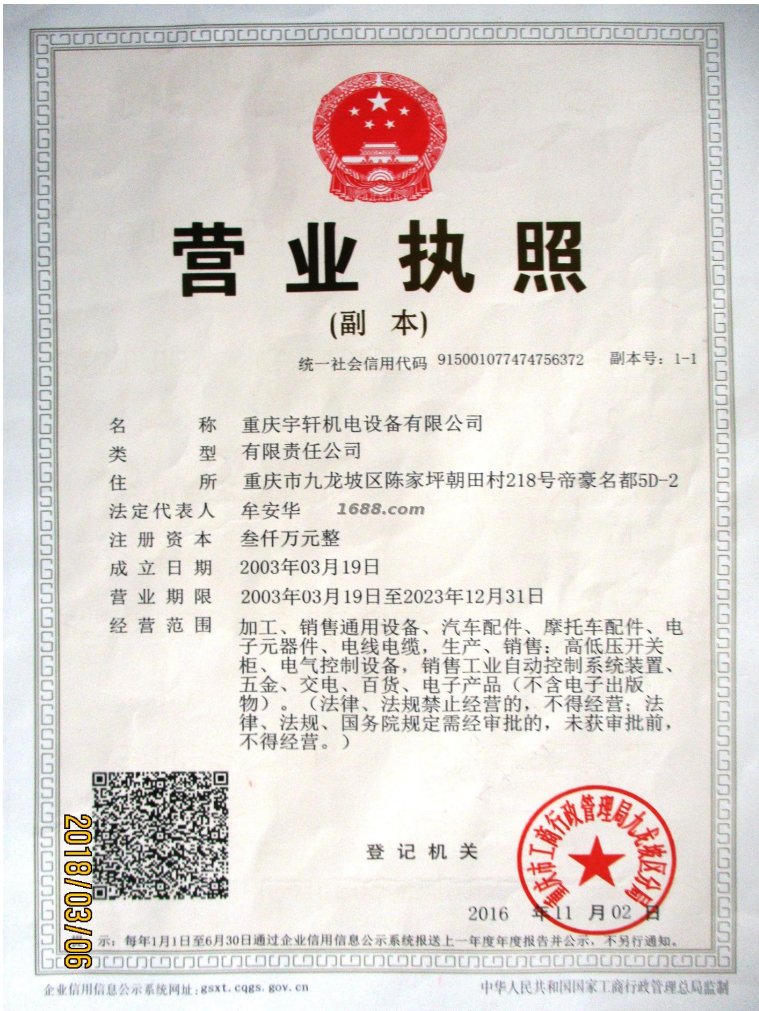 营业执照
(副 本)
统一社会信用代码 915001077474756372 副本号：1-1
名称 重庆宇轩机电设备有限公司
类型 有限责任公司
住所 重庆市九龙坡区陈家坪朝田村218号帝豪名都5D-2
法定代表人 牟安华
1688.com
注册资本 叁仟万元整
成立日期 2003年03月19日
营业期限 2003年03月19日至2023年12月31日
经营范围 加工、销售通用设备、汽车配件、摩托车配件、电
子元器件、电线电缆，生产、销售：高低压开关
柜、电气控制设备，销售工业自动控制系统装置、
五金、交电、百货、电子产品（不含电子出版
物）。（法律、法规禁止经营的，不得经营；法
律、法规、国务院规定需经审批的，未获审批前，
不得经营。）
登记机关
重庆市工商行政管理局九龙坡区分局
2016 年 11 月 02 日
2018/03/06
示：每年1月1日至6月30日通过企业信用信息公示系统报送上一年度年度报告并公示，不另行通知。
企业信用信息公示系统网址：gsxt.cqgs.gov.cn
中华人民共和国国家工商行政管理总局监制